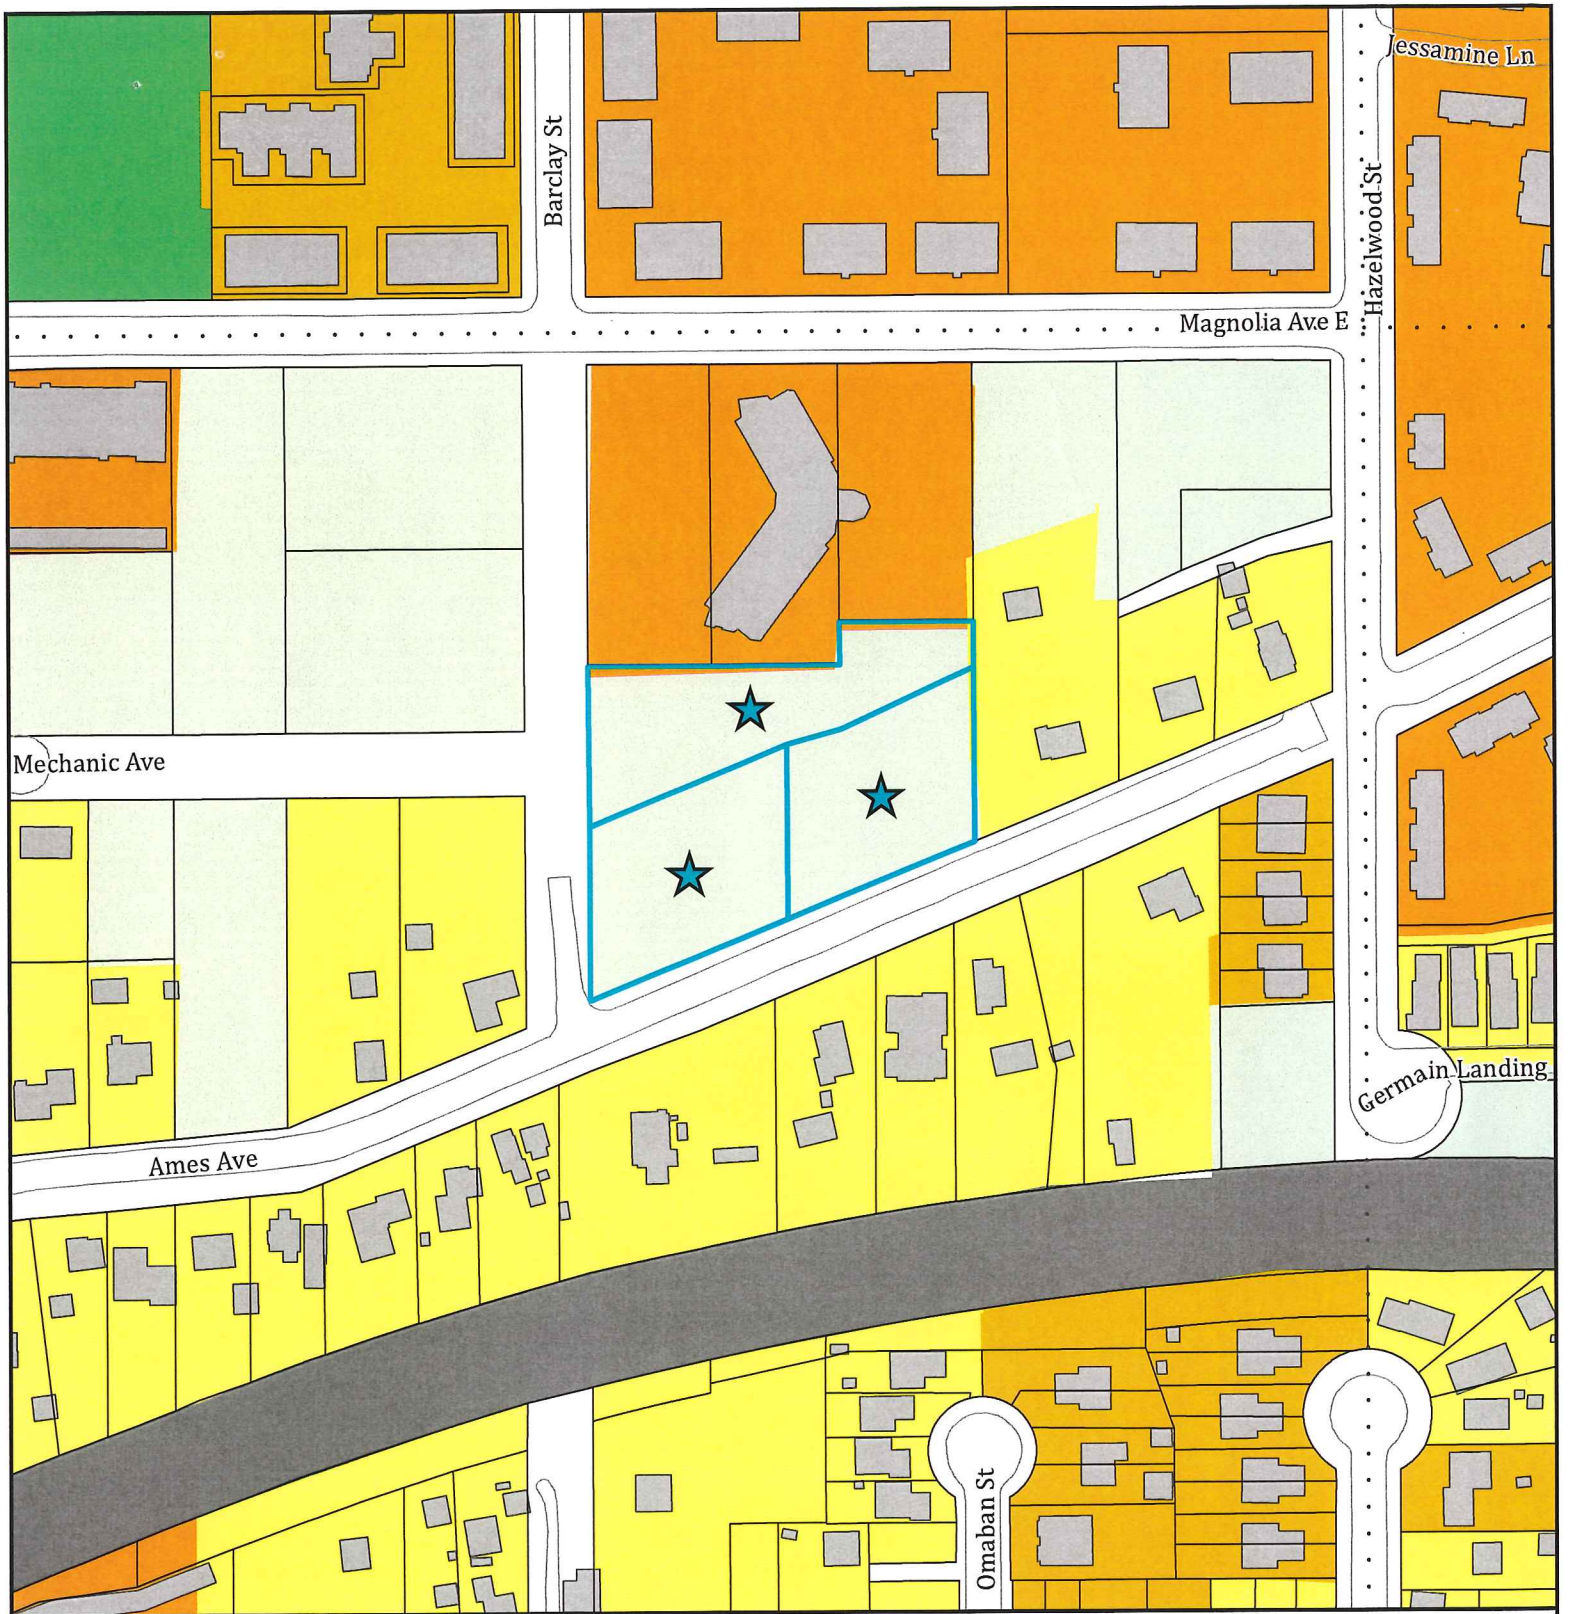 Jessamine Ln
Barclay St
Hazelwood St
Magnolia Ave E
Mechanic Ave
Germain Landing
Ames Ave
Omaban St